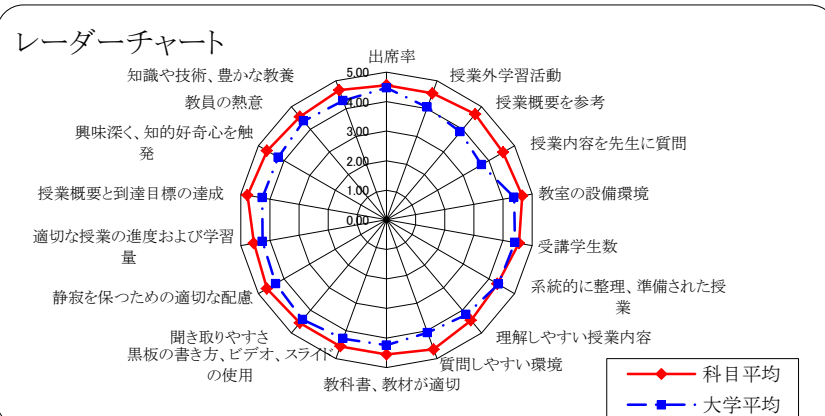 レーダーチャート
出席率
授業外学習活動
授業概要を参考
授業内容を先生に質問
教室の設備環境
受講学生数
系統的に整理、準備された授
業
理解しやすい授業内容
質問しやすい環境
教科書、教材が適切
黒板の書き方、ビデオ、スライド
の使用
聞き取りやすさ
静寂を保つための適切な配慮
適切な授業の進度および学習
量
授業概要と到達目標の達成
興味深く、知的好奇心を触
発
教員の熱意
知識や技術、豊かな教養
5.00
4.00
3.00
2.00
1.00
0.00
科目平均
大学平均